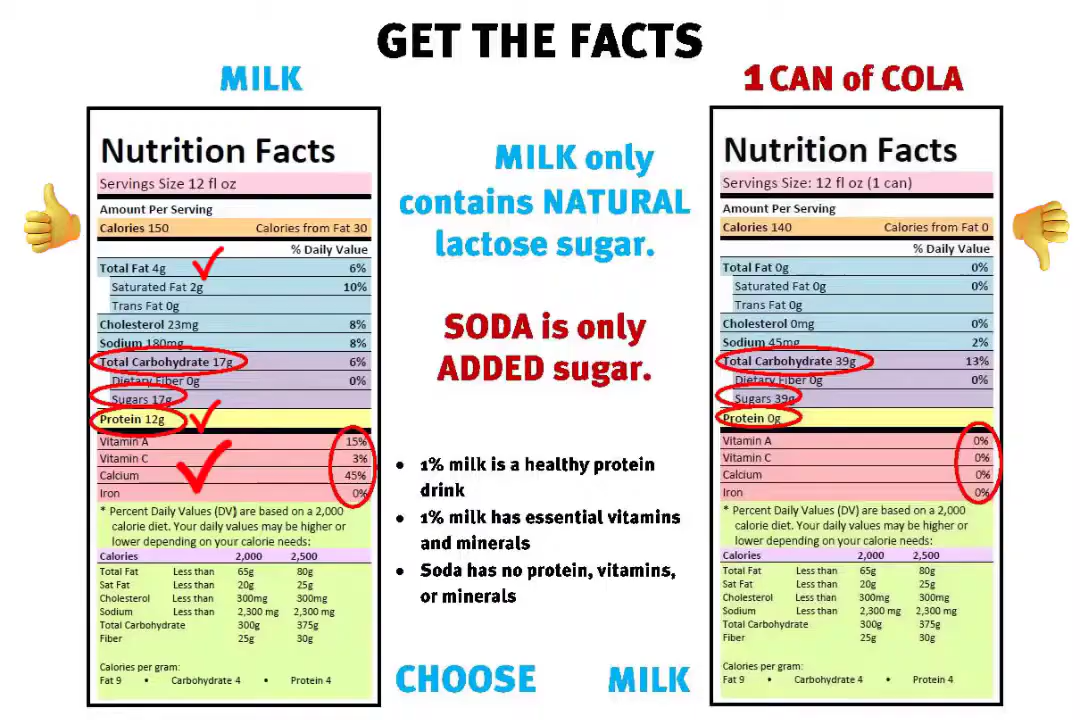 GET THE FACTS
MILK
Nutrition Facts
Servings Size 12 fl oz
Amount Per Serving
Calories 150 Calories from Fat 30
% Daily Value
Total Fat 4g 6%
Saturated Fat 2g 10%
Trans Fat 0g
Cholesterol 23mg 8%
Sodium 180mg 8%
Total Carbohydrate 17g 6%
Dietary Fiber 0g 0%
Sugars 17g
Protein 12g
Vitamin A 15%
Vitamin C 3%
Calcium 45%
Iron 0%
* Percent Daily Values (DV) are based on a 2,000
calorie diet. Your daily values may be higher or
lower depending on your calorie needs:
Calories 2,000 2,500
Total Fat Less than 65g 80g
Sat Fat Less than 20g 25g
Cholesterol Less than 300mg 300mg
Sodium Less than 2,300 mg 2,300 mg
Total Carbohydrate 300g 375g
Fiber 25g 30g
Calories per gram:
Fat 9 • Carbohydrate 4 • Protein 4
MILK only
contains NATURAL
lactose sugar.
SODA is only
ADDED sugar.
• 1% milk is a healthy protein
drink
• 1% milk has essential vitamins
and minerals
• Soda has no protein, vitamins,
or minerals
CHOOSE MILK
1 CAN of COLA
Nutrition Facts
Servings Size: 12 fl oz (1 can)
Amount Per Serving
Calories 140 Calories from Fat 0
% Daily Value
Total Fat 0g 0%
Saturated Fat 0g 0%
Trans Fat 0g
Cholesterol 0mg 0%
Sodium 45mg 2%
Total Carbohydrate 39g 13%
Dietary Fiber 0g 0%
Sugars 39g
Protein 0g
Vitamin A 0%
Vitamin C 0%
Calcium 0%
Iron 0%
* Percent Daily Values (DV) are based on a 2,000
calorie diet. Your daily values may be higher or
lower depending on your calorie needs:
Calories 2,000 2,500
Total Fat Less than 65g 80g
Sat Fat Less than 20g 25g
Cholesterol Less than 300mg 300mg
Sodium Less than 2,300 mg 2,300 mg
Total Carbohydrate 300g 375g
Fiber 25g 30g
Calories per gram:
Fat 9 • Carbohydrate 4 • Protein 4